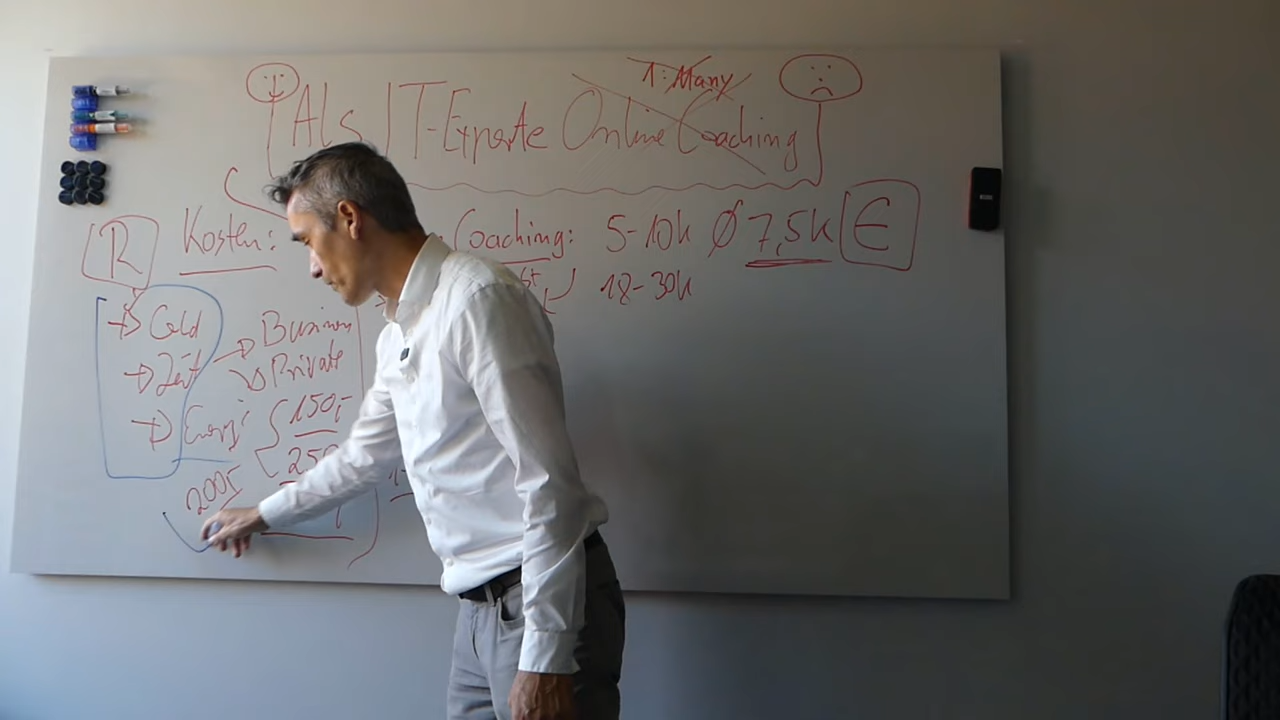 1:Many
Als IT-Experte Online Coaching
R Kosten: Coaching: 5-10k Ø 7,5k €
18-30k
→ Geld
→ Business
→ Zeit
→ Private
→ Energi
150,-
250
200,-